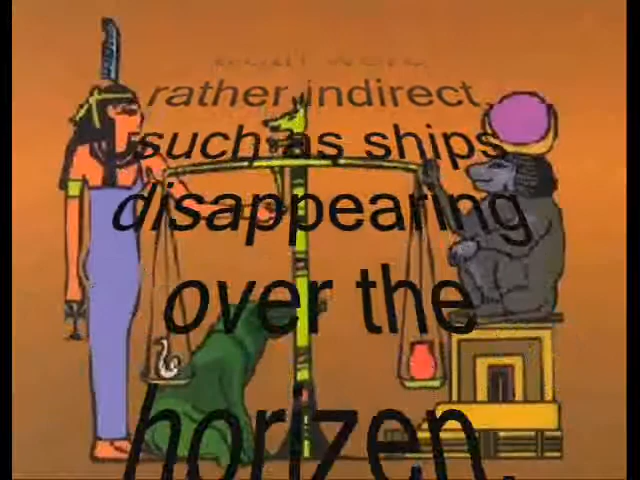 rather indirect
such as ships
disappearing
over the
horizen.